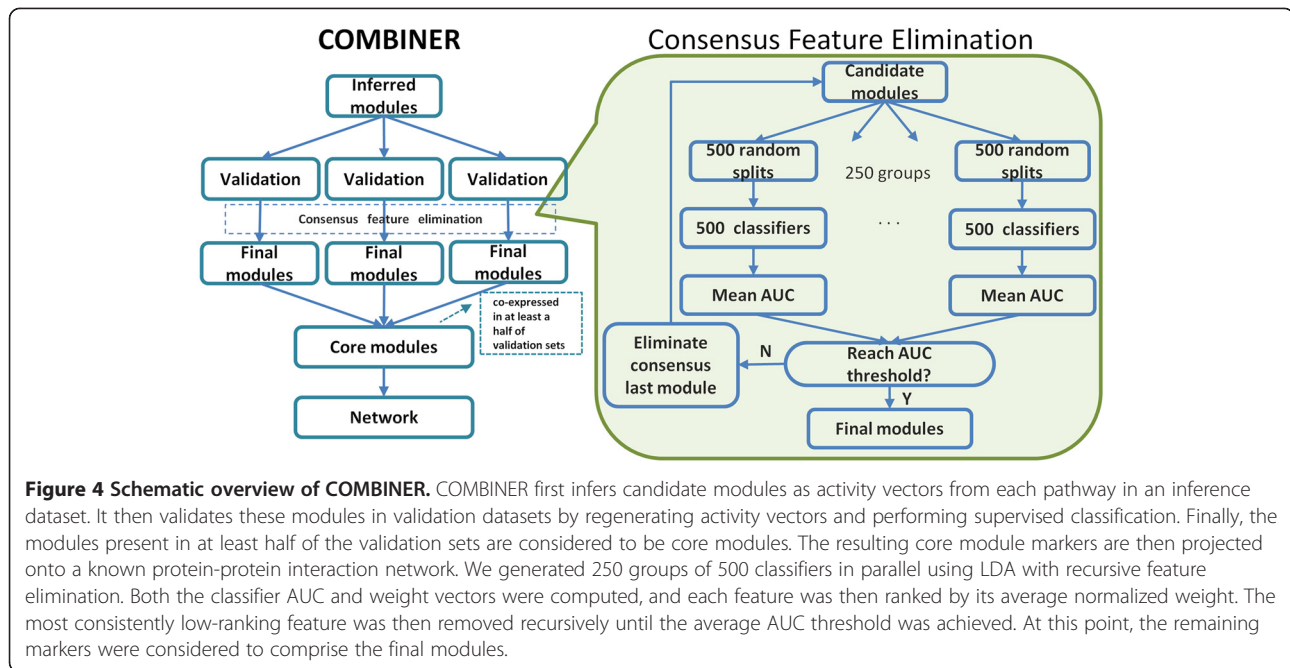 COMBINER
Inferred
modules
Validation
Validation
Validation
Consensus feature elimination
Final
modules
Final
modules
Final
modules
co-expressed
in at least a
half of
validation sets
Core modules
Network
Consensus Feature Elimination
Candidate
modules
500 random
splits
250 groups
500 random
splits
500 classifiers
. . .
500 classifiers
Mean AUC
Mean AUC
Eliminate
consensus
last module
N
Reach AUC
threshold?
Y
Final modules
Figure 4 Schematic overview of COMBINER. COMBINER first infers candidate modules as activity vectors from each pathway in an inference
dataset. It then validates these modules in validation datasets by regenerating activity vectors and performing supervised classification. Finally, the
modules present in at least half of the validation sets are considered to be core modules. The resulting core module markers are then projected
onto a known protein-protein interaction network. We generated 250 groups of 500 classifiers in parallel using LDA with recursive feature
elimination. Both the classifier AUC and weight vectors were computed, and each feature was then ranked by its average normalized weight. The
most consistently low-ranking feature was then removed recursively until the average AUC threshold was achieved. At this point, the remaining
markers were considered to comprise the final modules.